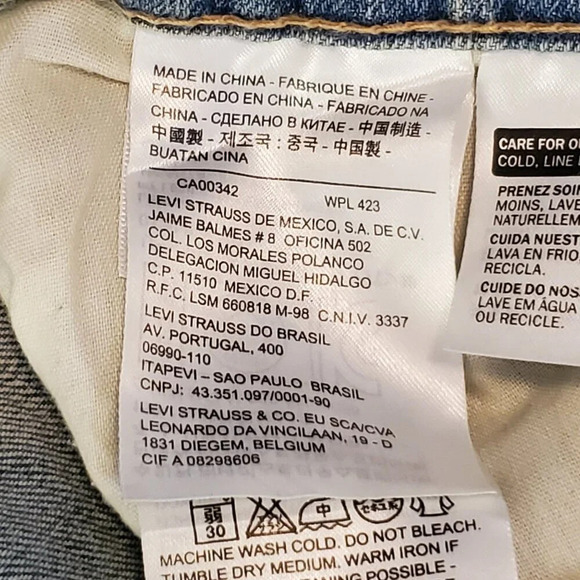 MADE IN CHINA - FABRIQUE EN CHINE -
FABRICADO EN CHINA - FABRICADO NA
CHINA - СДЕЛАНО В КИТАЕ - 中国制造 -
中國製 - 제조국 : 중국 - 中国製 -
BUATAN CINA
CA00342 WPL 423
LEVI STRAUSS DE MEXICO, S.A. DE C.V.
JAIME BALMES # 8 OFICINA 502
COL. LOS MORALES POLANCO
DELEGACION MIGUEL HIDALGO
C.P. 11510 MEXICO D.F.
R.F.C. LSM 660818 M-98 C.N.I.V. 3337
LEVI STRAUSS DO BRASIL
AV. PORTUGAL, 400
06990-110
ITAPEVI – SAO PAULO BRASIL
CNPJ: 43.351.097/0001-90
LEVI STRAUSS & CO. EU SCA/CVA
LEONARDO DA VINCILAAN, 19 - D
1831 DIEGEM, BELGIUM
CIF A 08298606
弱
30
中
MACHINE WASH COLD. DO NOT BLEACH.
TUMBLE DRY MEDIUM. WARM IRON IF
CLEANING POSSIBLE -
CARE FOR
COLD, LINE
PRENEZ
MOINS, LAVE
NATURELLEM
CUIDA NUEST
LAVA EN FRIO
RECICLA.
CUIDE DO NOS
LAVE EM ÁGUA
OU RECICLE.